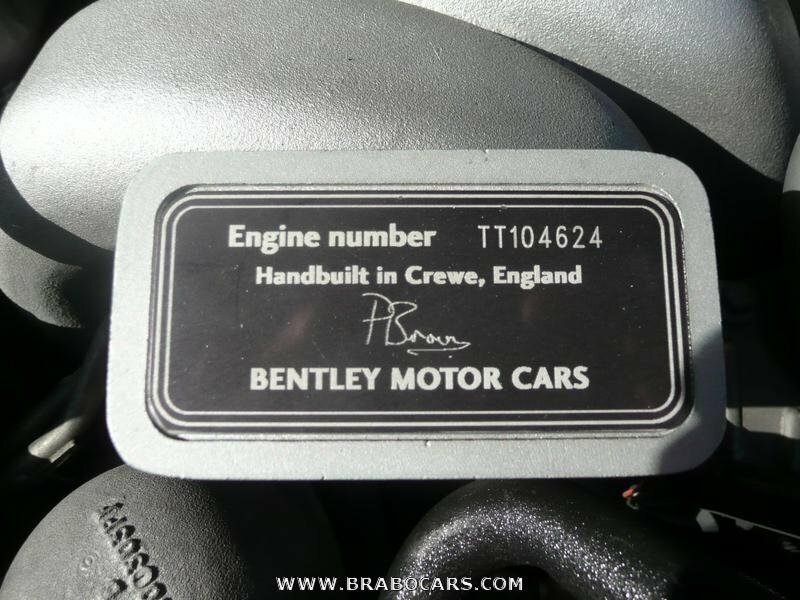 Engine number TT104624
Handbuilt in Crewe, England
BENTLEY MOTOR CARS
WWW.BRABOCARS.COM